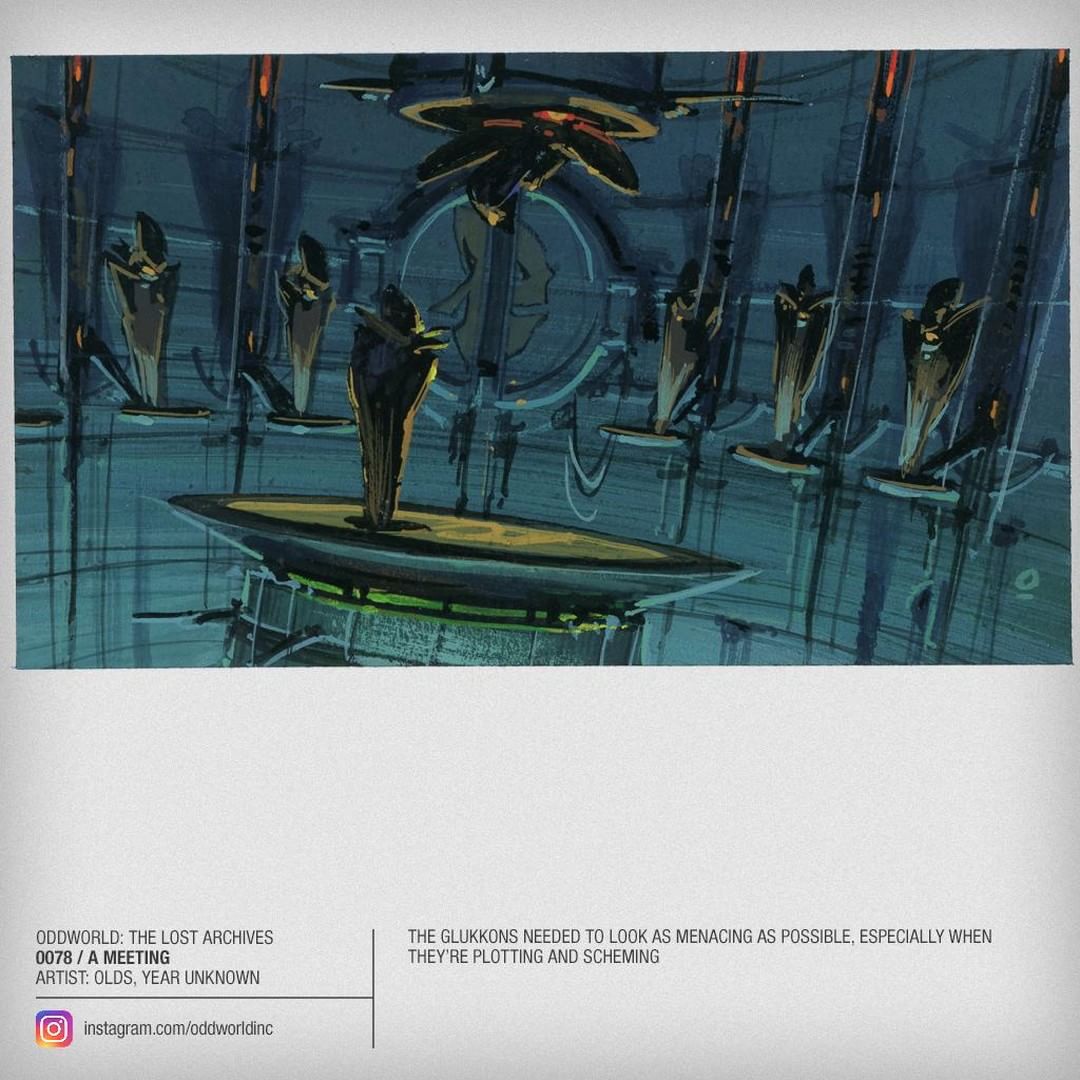 ODDWORLD: THE LOST ARCHIVES
0078 / A MEETING
ARTIST: OLDS, YEAR UNKNOWN
instagram.com/oddworldinc
THE GLUKKONS NEEDED TO LOOK AS MENACING AS POSSIBLE, ESPECIALLY WHEN
THEY'RE PLOTTING AND SCHEMING